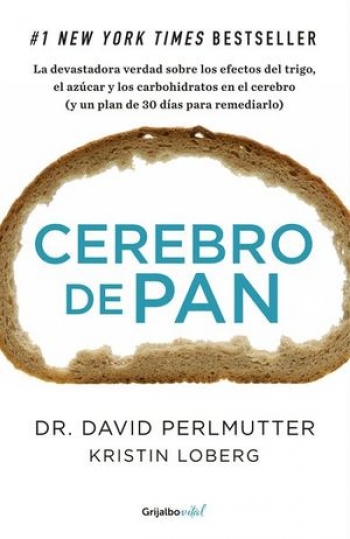 #1 NEW YORK TIMES BESTSELLER
La devastadora verdad sobre los efectos del trigo,
el azúcar y los carbohidratos en el cerebro
(y un plan de 30 días para remediarlo)
CEREBRO
DE PAN
DR. DAVID PERLMUTTER
KRISTIN LOBERG
Grijalbo vital